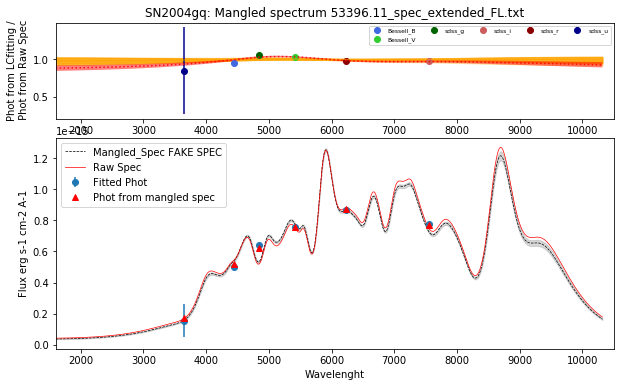 SN2004gq: Mangled spectrum 53396.11_spec_extended_FL.txt
Phot from LCfitting /
Phot from Raw Spec
1.0
0.5
Bessell_B
Bessell_V
sdss_g
sdss_i
sdss_r
sdss_u
2000 3000 4000 5000 6000 7000 8000 9000 10000
Flux erg s-1 cm-2 A-1
1.2
1.0
0.8
0.6
0.4
0.2
0.0
Mangled_Spec FAKE SPEC
Raw Spec
Fitted Phot
Phot from mangled spec
2000 3000 4000 5000 6000 7000 8000 9000 10000
Wavelenght